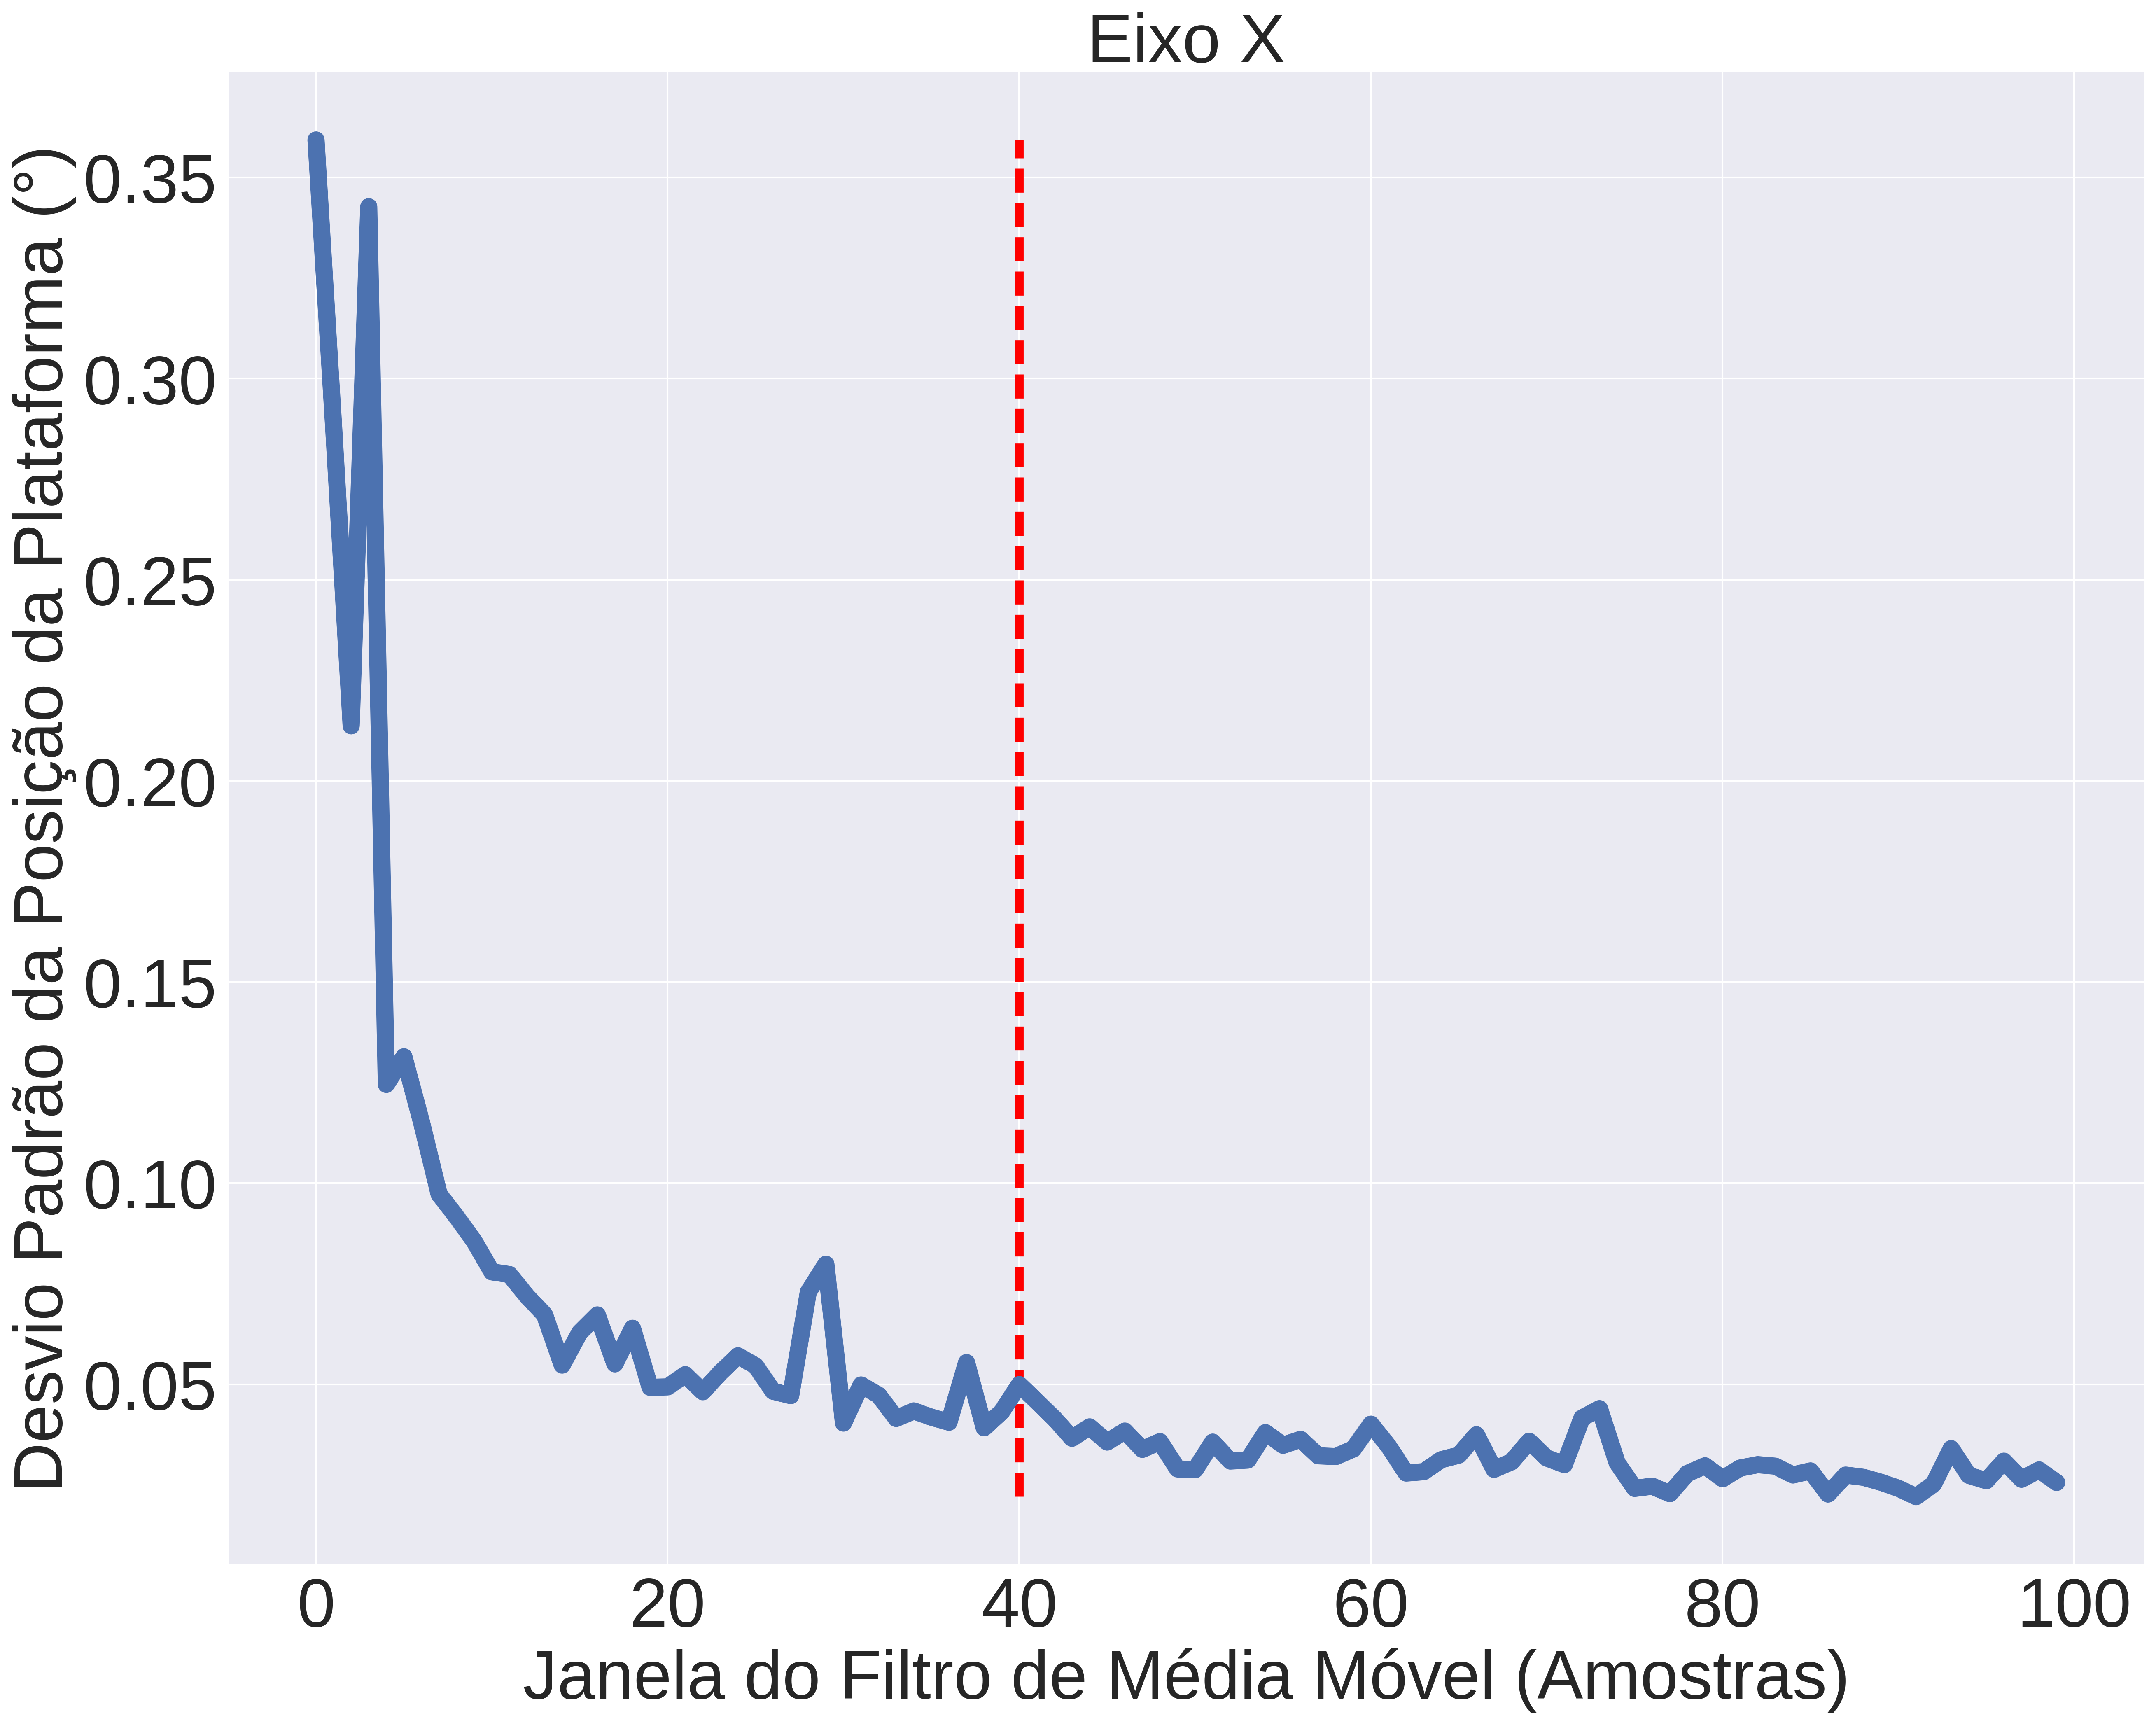 Eixo X
Desvio Padrão da Posição da Plataforma (°)
0.35
0.30
0.25
0.20
0.15
0.10
0.05
0 20 40 60 80 100
Janela do Filtro de Média Móvel (Amostras)